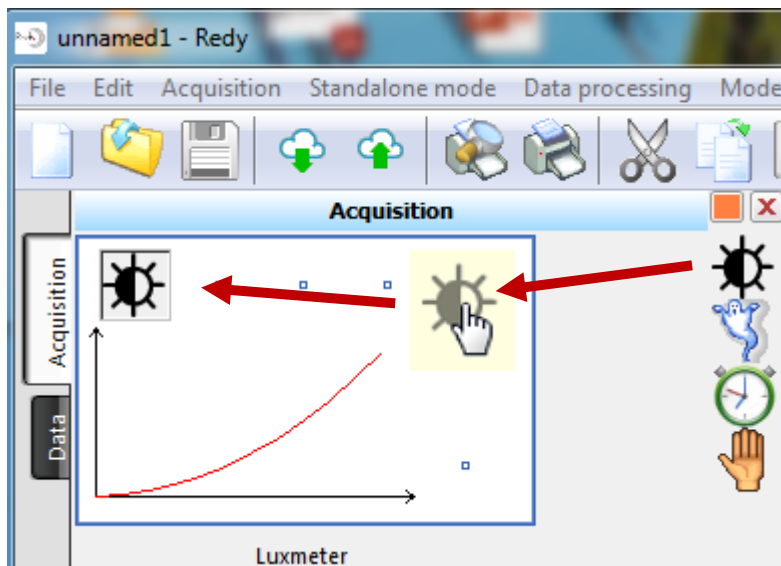 unnamed1 - Redy
File Edit Acquisition Standalone mode Data processing Mode
Acquisition
Acquisition
Data
Luxmeter